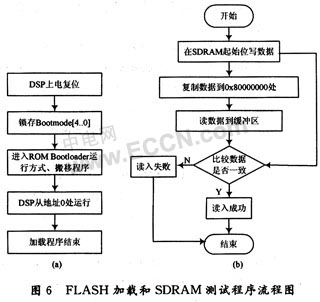 开始
在SDRAM起始位写数据
复制数据到0x80000000处
读数据到缓冲区
比较数据
是否一致
N
Y
读入失败
读入成功
结束
(b)
DSP上电复位
锁存Bootmode[4..0]
进入ROM Bootloader运
行方式、搬移程序
DSP从地址0处运行
加载程序结束
(a)
中电网
www.ECCN.com
图 6 FLASH 加载和 SDRAM 测试程序流程图